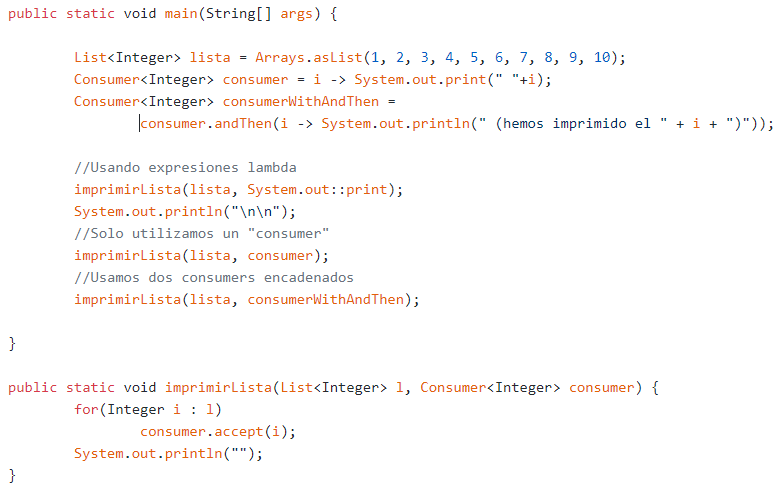 public static void main(String[] args) {
List<Integer> lista = Arrays.asList(1, 2, 3, 4, 5, 6, 7, 8, 9, 10);
Consumer<Integer> consumer = i -> System.out.print(" "+i);
Consumer<Integer> consumerWithAndThen =
consumer.andThen(i -> System.out.println(" (hemos imprimido el " + i + ")"));
//Usando expresiones lambda
imprimirLista(lista, System.out::print);
System.out.println("\n\n");
//Solo utilizamos un "consumer"
imprimirLista(lista, consumer);
//Usamos dos consumers encadenados
imprimirLista(lista, consumerWithAndThen);
}
public static void imprimirLista(List<Integer> l, Consumer<Integer> consumer) {
for(Integer i : l)
consumer.accept(i);
System.out.println("");
}